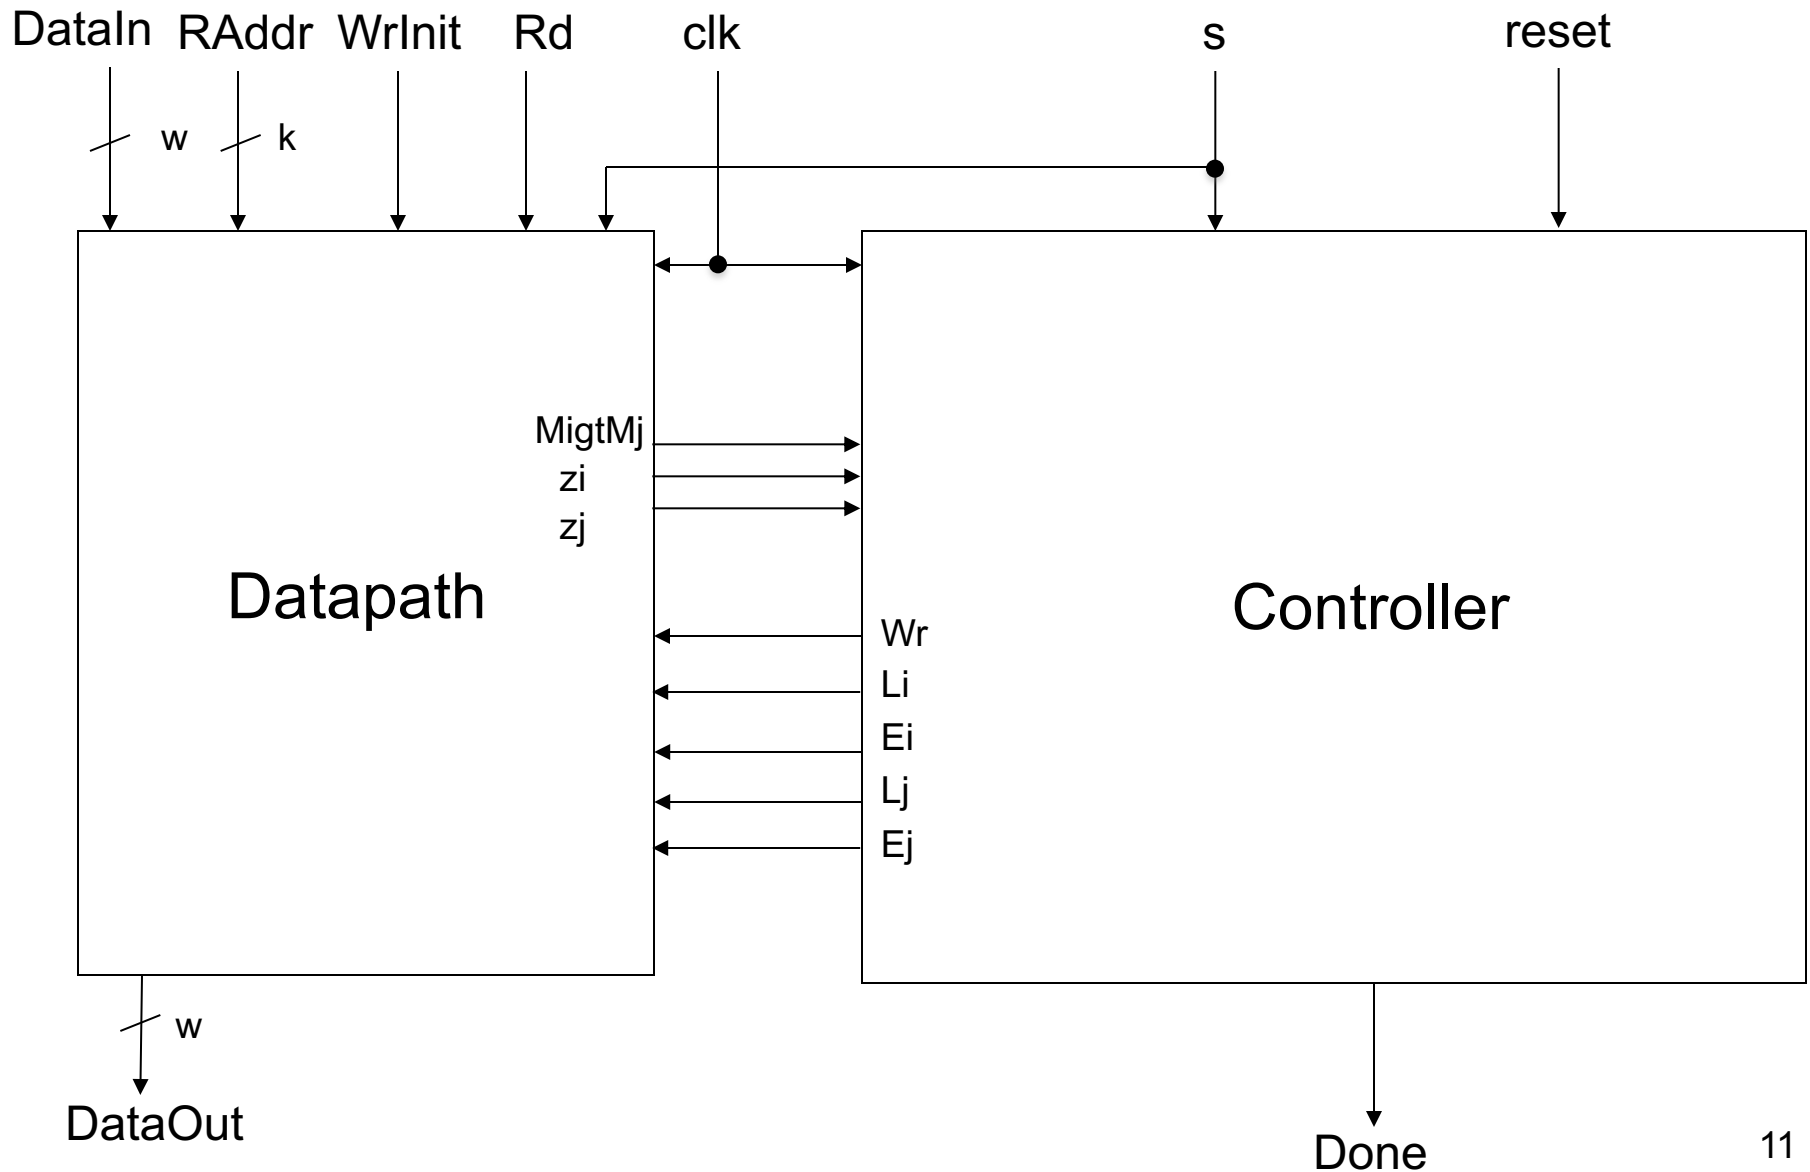 DataIn RAddr WrInit Rd clk s reset
w k
MigtMj
zi
zj
Datapath Controller
Wr
Li
Ei
Lj
Ej
w
DataOut
Done
11